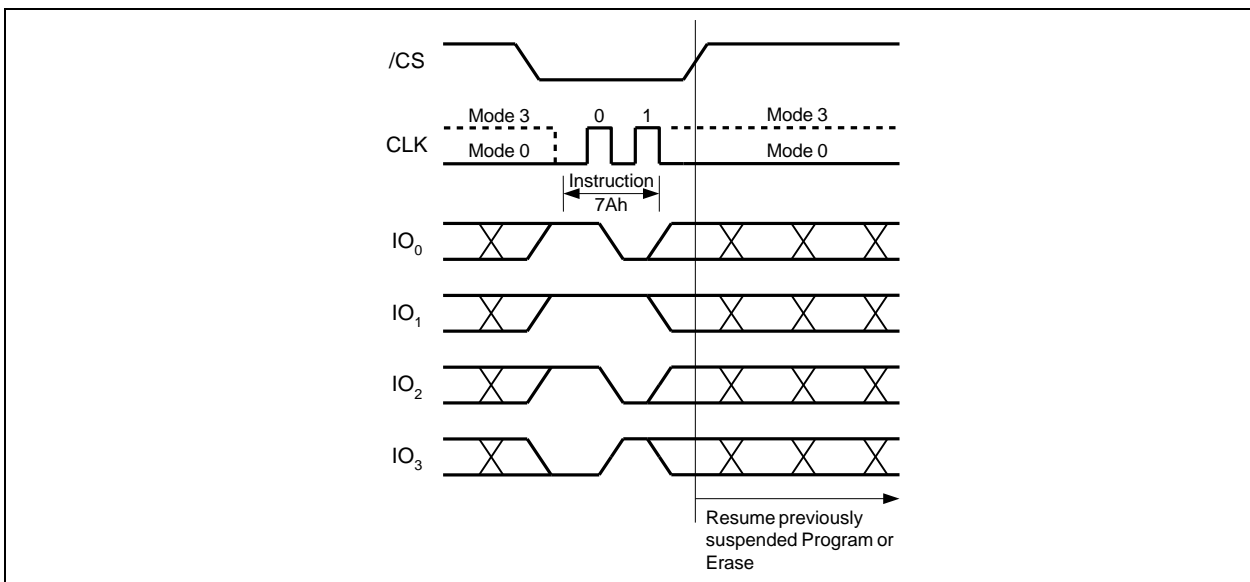 /CS
Mode 3 0 1 Mode 3
CLK
Mode 0 Mode 0
Instruction
7Ah
IO0
IO1
IO2
IO3
Resume previously
suspended Program or
Erase